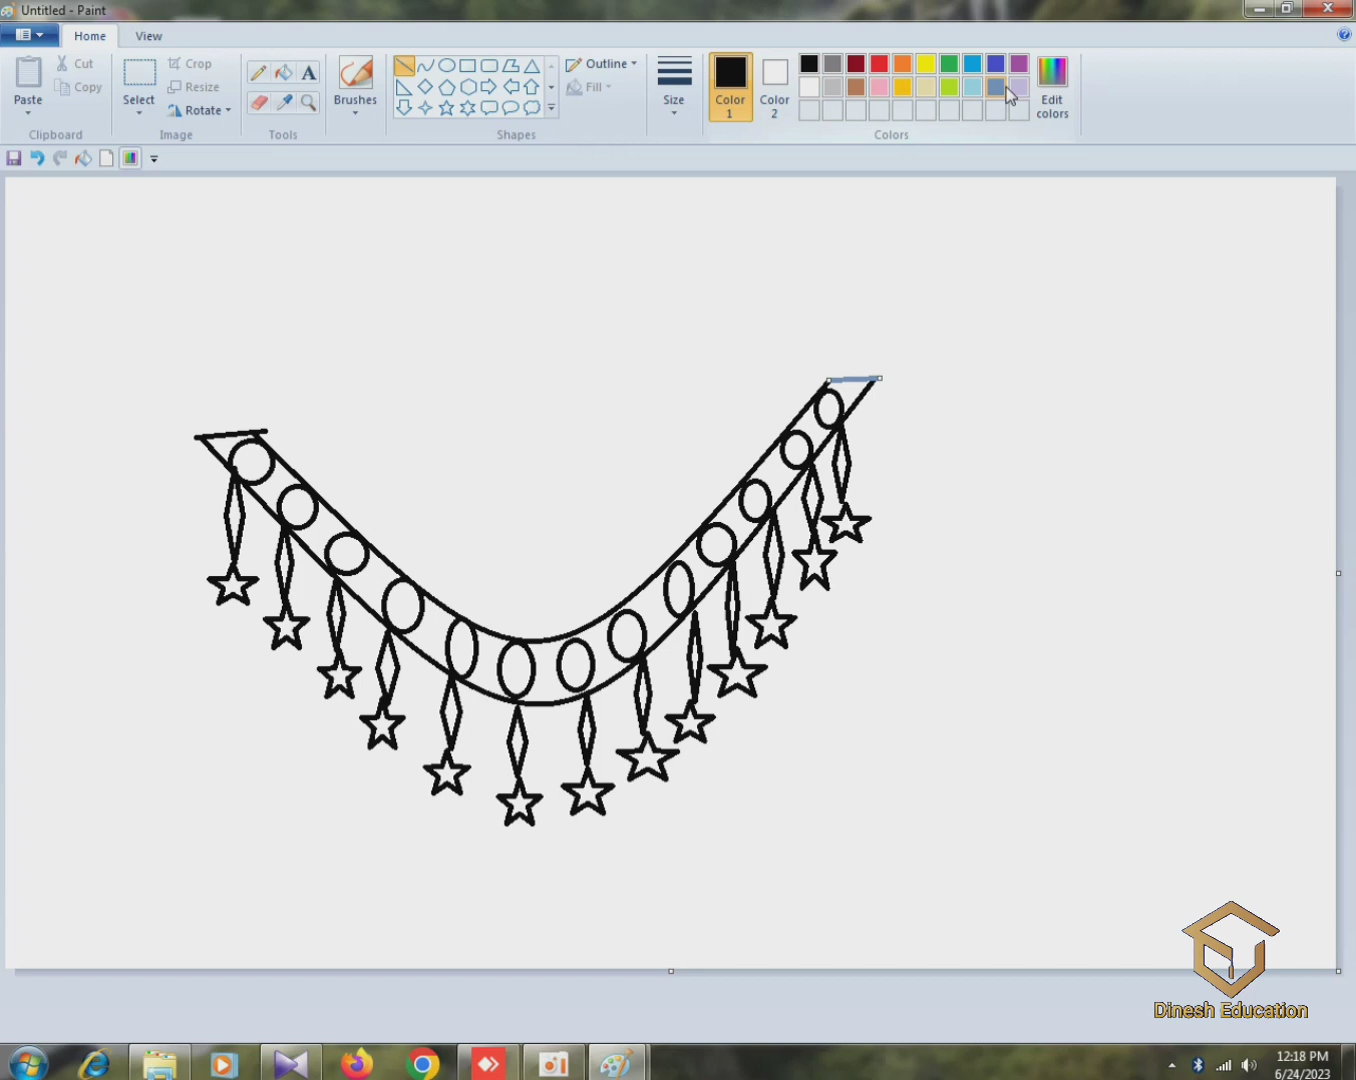 Untitled - Paint
Home View
Paste
Cut
Copy
Clipboard
Select
Crop
Resize
Rotate
Image
A
Tools
Brushes
Outline
Fill
Shapes
Size
Color
1
Color
2
Colors
Edit
colors
Dinesh Education
12:18 PM
6/24/2023